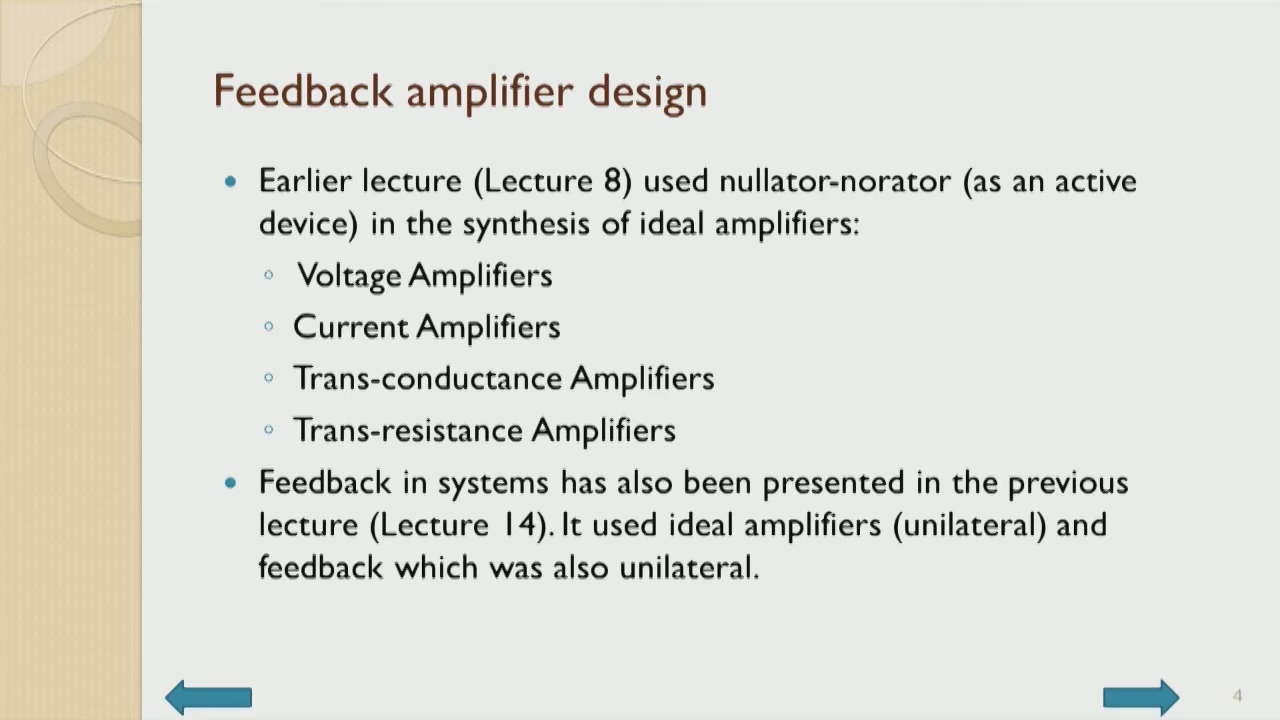 Feedback amplifier design
• Earlier lecture (Lecture 8) used nullator-norator (as an active
device) in the synthesis of ideal amplifiers:
◦ Voltage Amplifiers
◦ Current Amplifiers
◦ Trans-conductance Amplifiers
◦ Trans-resistance Amplifiers
• Feedback in systems has also been presented in the previous
lecture (Lecture 14). It used ideal amplifiers (unilateral) and
feedback which was also unilateral.
4